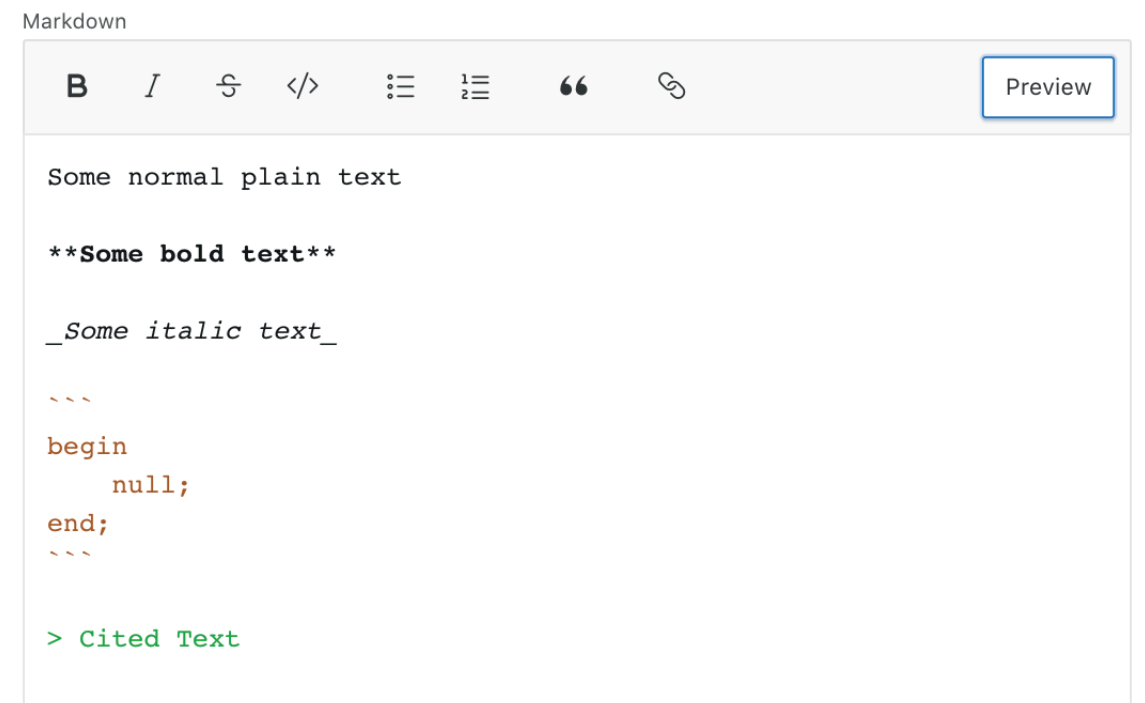 Markdown
B I S </> Preview
Some normal plain text
**Some bold text**
_Some italic text_
```
begin
    null;
end;
```
> Cited Text